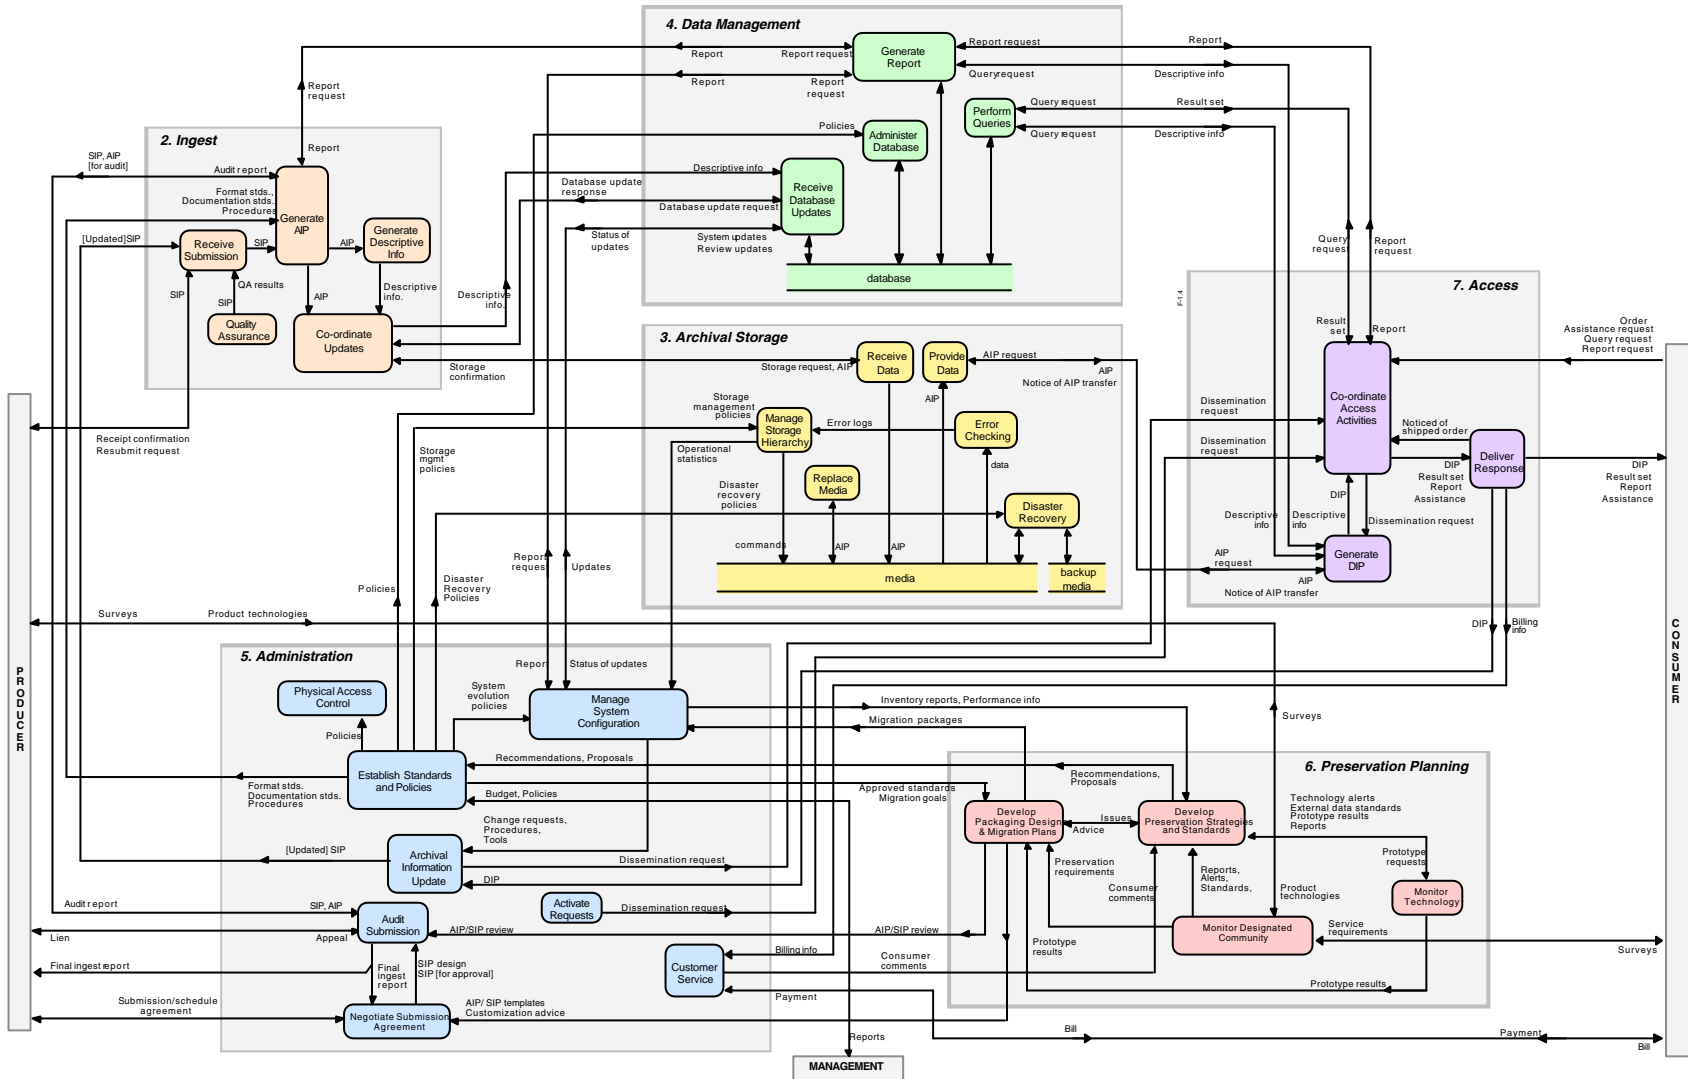 4. Data Management
Generate
Report
Report
Report request
Report
Report
request
Report request
Report
Query request
Descriptive info
Perform
Queries
Query request
Result set
Query request
Descriptive info
Policies
Administer
Database
Descriptive info
Database update
response
Database update request
Receive
Database
Updates
Status of
updates
System updates
Review updates
database
Report
request
Report
2. Ingest
SIP, AIP
[for audit]
Audit report
Format stds.,
Documentation stds.
Procedures
Generate
AIP
[Updated]SIP
Receive
Submission
SIP
AIP
Generate
Descriptive
Info
QA results
SIP
SIP
AIP
Descriptive
info.
Descriptive
info.
Quality
Assurance
Co-ordinate
Updates
Storage
confirmation
Receipt confirmation
Resubmit request
3. Archival Storage
Receive
Data
Provide
Data
Storage request, AIP
AIP request
AIP
Notice of AIP transfer
AIP
Storage
management
policies
Manage
Storage
Hierarchy
Error logs
Error
Checking
Operational
statistics
data
Replace
Media
Disaster
recovery
policies
Disaster
Recovery
commands
AIP
AIP
media
backup
media
Storage
mgmt
policies
Policies
Disaster
Recovery
Policies
Report
request
Updates
7. Access
F-1.4
Query
request
Report
request
Result
set
Report
Order
Assistance request
Query request
Report request
Co-ordinate
Access
Activities
Dissemination
request
Dissemination
request
Noticed of
shipped order
Deliver
Response
DIP
Result set
Report
Assistance
DIP
Result set
Report
Assistance
DIP
Dissemination request
Descriptive
info
Descriptive
info
Generate
DIP
AIP
request
AIP
Notice of AIP transfer
DIP
Billing
info
Surveys
Product technologies
PRODUCER
CONSUMER
5. Administration
Report
Status of updates
Physical Access
Control
System
evolution
policies
Manage
System
Configuration
Inventory reports, Performance info
Migration packages
Policies
Establish Standards
and Policies
Recommendations, Proposals
Format stds.
Documentation stds.
Procedures
Budget, Policies
Approved standards
Migration goals
Change requests,
Procedures,
Tools
[Updated] SIP
Archival
Information
Update
Dissemination request
DIP
Activate
Requests
Dissemination request
Audit report
SIP, AIP
Audit
Submission
Lien
Appeal
AIP/SIP review
AIP/SIP review
Final ingest report
Final
ingest
report
SIP design
SIP [for approval]
Customer
Service
Billing info
Consumer
comments
Payment
Submission/schedule
agreement
Negotiate Submission
Agreement
AIP/ SIP templates
Customization advice
Reports
MANAGEMENT
Bill
Payment
Bill
Surveys
6. Preservation Planning
Recommendations,
Proposals
Technology alerts
External data standards
Prototype results
Reports
Develop
Packaging Design
& Migration Plans
Issues
Advice
Develop
Preservation Strategies
and Standards
Preservation
requirements
Consumer
comments
Reports,
Alerts,
Standards,
Product
technologies
Prototype
requests
Monitor
Technology
Monitor Designated
Community
Service
requirements
Surveys
Prototype
results
Prototype results